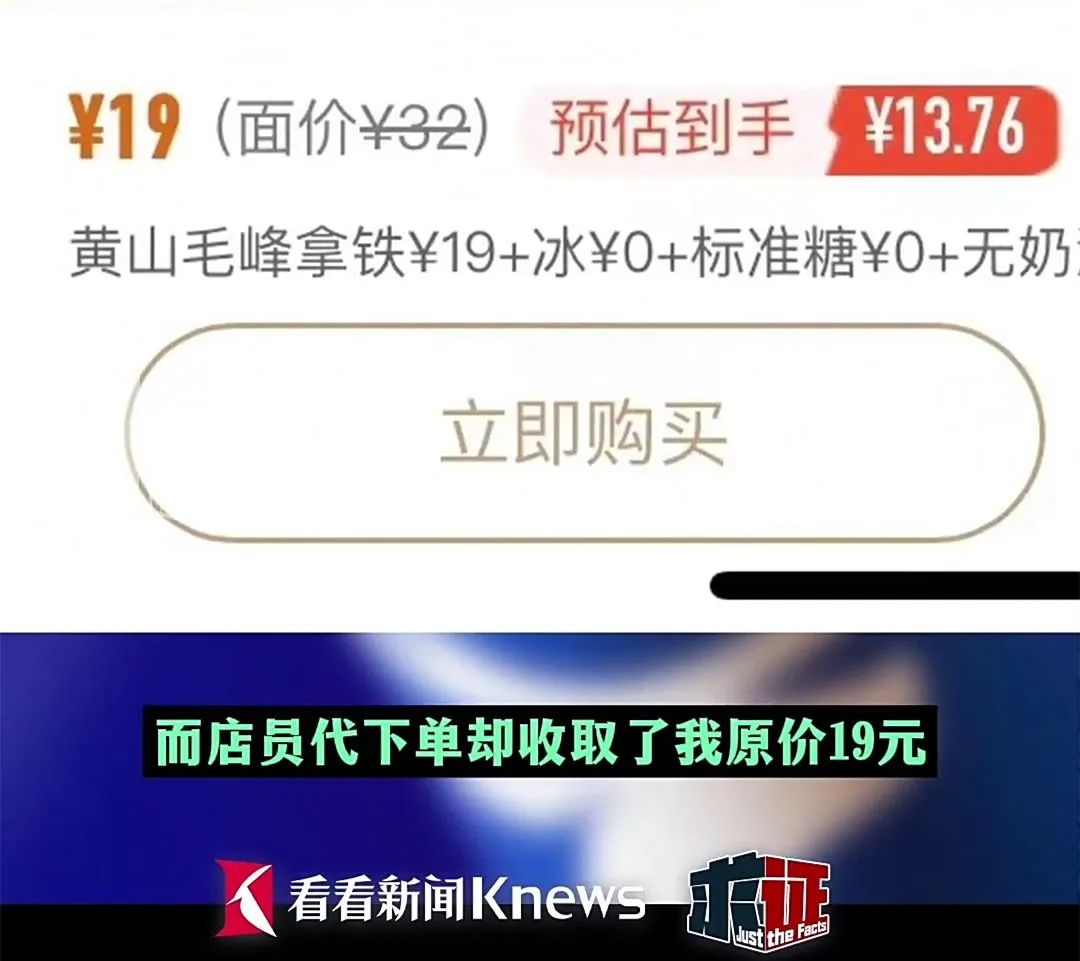 ¥19 (面价¥32) 预估到手 ¥13.76
黄山毛峰拿铁¥19+冰¥0+标准糖¥0+无奶
立即购买
而店员代下单却收取了我原价19元
看看新闻Knews 求证
Just the Facts